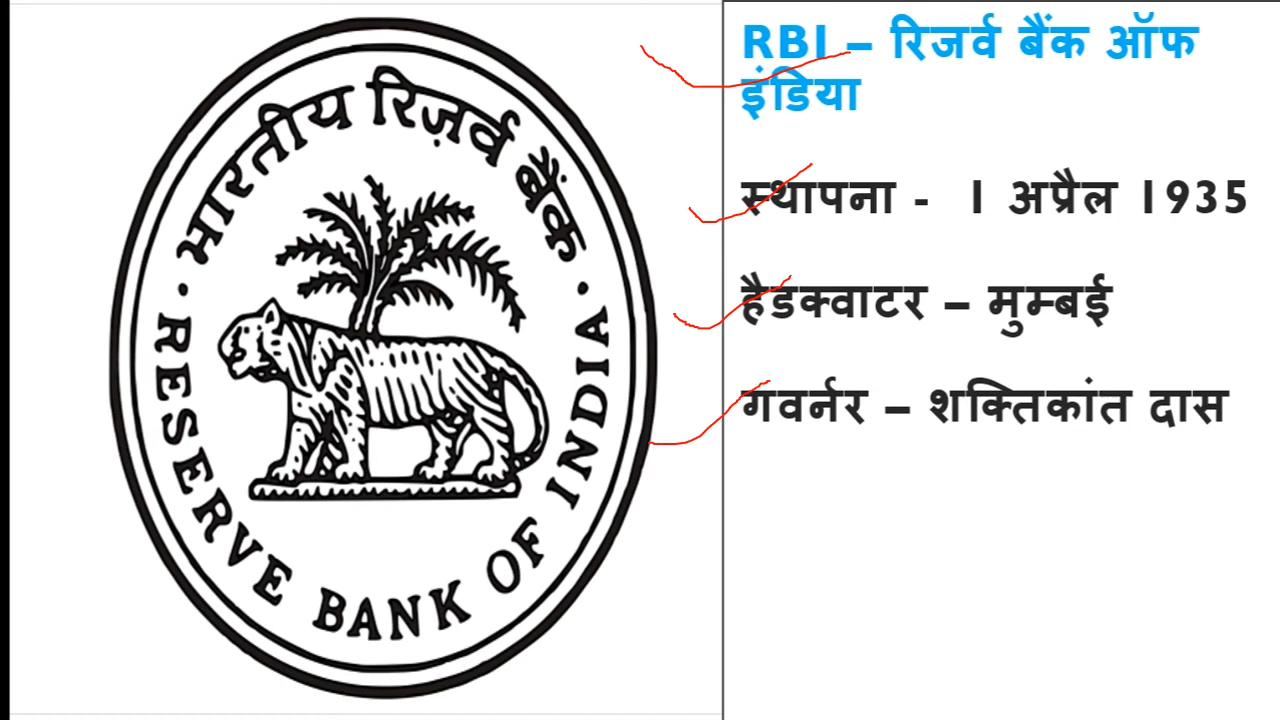 भारतीय रिज़र्व बैंक
RESERVE BANK OF INDIA
RBI – रिजर्व बैंक ऑफ
इंडिया
स्थापना - 1 अप्रैल 1935
हैडक्वाटर – मुम्बई
गवर्नर – शक्तिकांत दास